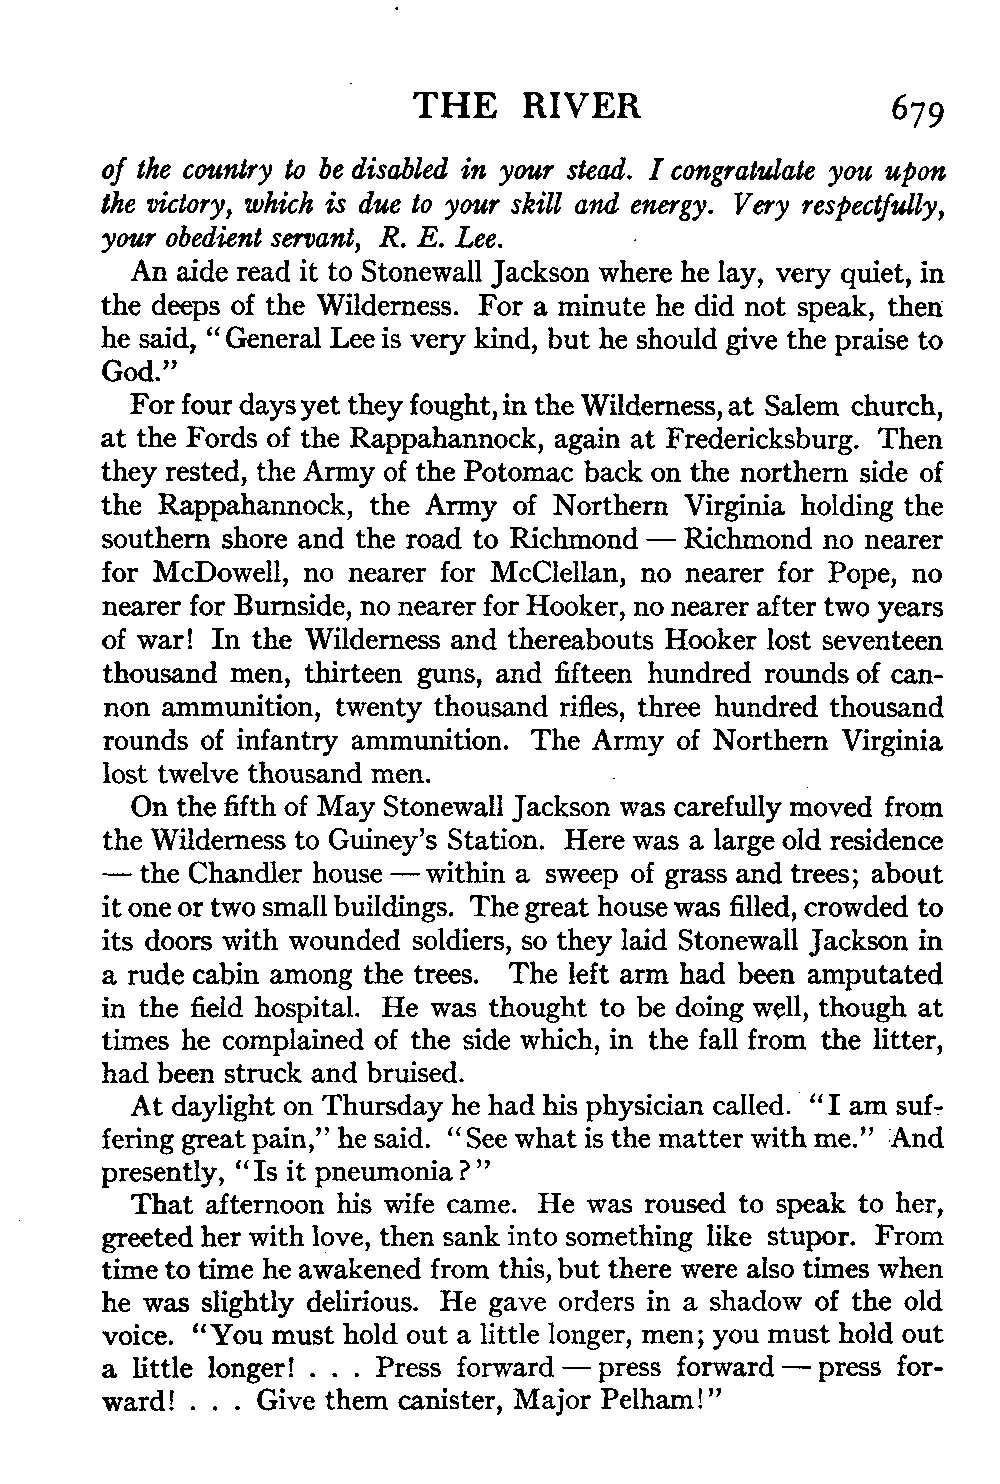 THE RIVER 679
of the country to be disabled in your stead. I congratulate you upon
the victory, which is due to your skill and energy. Very respectfully,
your obedient servant, R. E. Lee.
An aide read it to Stonewall Jackson where he lay, very quiet, in
the deeps of the Wilderness. For a minute he did not speak, then
he said, “General Lee is very kind, but he should give the praise to
God.”
For four days yet they fought, in the Wilderness, at Salem church,
at the Fords of the Rappahannock, again at Fredericksburg. Then
they rested, the Army of the Potomac back on the northern side of
the Rappahannock, the Army of Northern Virginia holding the
southern shore and the road to Richmond — Richmond no nearer
for McDowell, no nearer for McClellan, no nearer for Pope, no
nearer for Burnside, no nearer for Hooker, no nearer after two years
of war! In the Wilderness and thereabouts Hooker lost seventeen
thousand men, thirteen guns, and fifteen hundred rounds of can-
non ammunition, twenty thousand rifles, three hundred thousand
rounds of infantry ammunition. The Army of Northern Virginia
lost twelve thousand men.
On the fifth of May Stonewall Jackson was carefully moved from
the Wilderness to Guiney’s Station. Here was a large old residence
— the Chandler house — within a sweep of grass and trees; about
it one or two small buildings. The great house was filled, crowded to
its doors with wounded soldiers, so they laid Stonewall Jackson in
a rude cabin among the trees. The left arm had been amputated
in the field hospital. He was thought to be doing well, though at
times he complained of the side which, in the fall from the litter,
had been struck and bruised.
At daylight on Thursday he had his physician called. “I am suf-
fering great pain,” he said. “See what is the matter with me.” And
presently, “Is it pneumonia?”
That afternoon his wife came. He was roused to speak to her,
greeted her with love, then sank into something like stupor. From
time to time he awakened from this, but there were also times when
he was slightly delirious. He gave orders in a shadow of the old
voice. “You must hold out a little longer, men; you must hold out
a little longer! . . . Press forward — press forward — press for-
ward! . . . Give them canister, Major Pelham!”